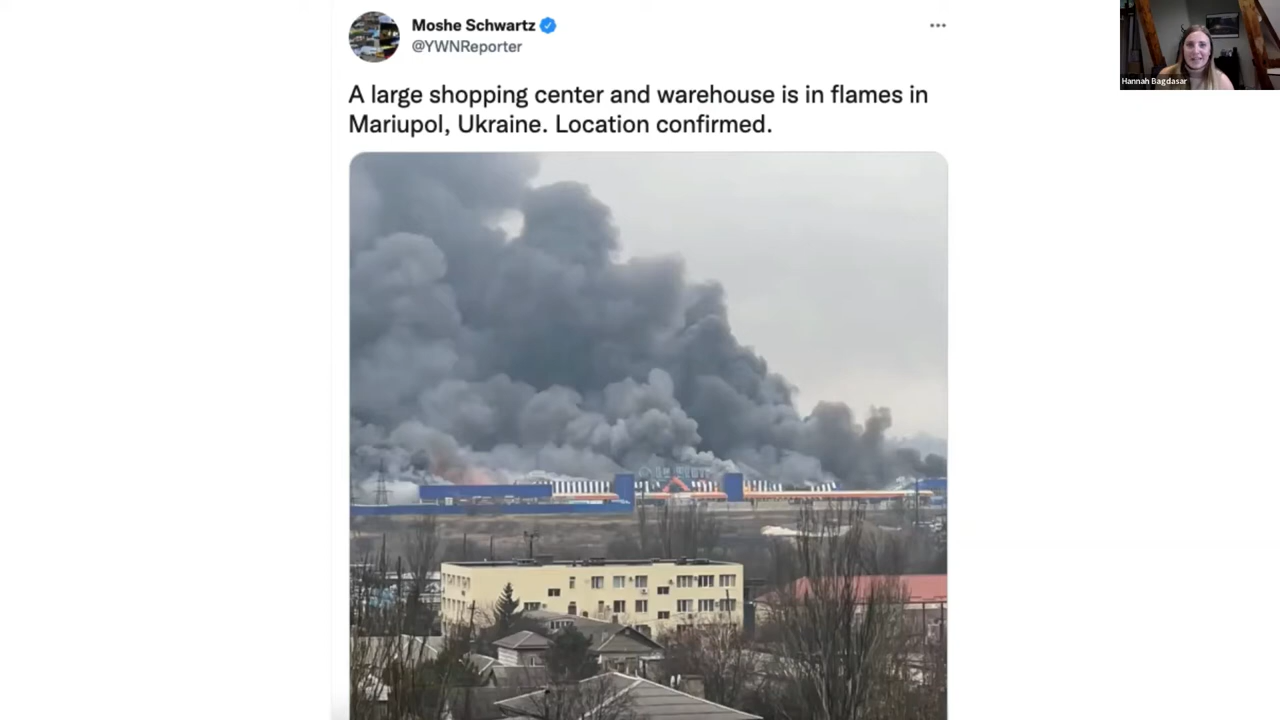 Moshe Schwartz
@YWNReporter
A large shopping center and warehouse is in flames in
Mariupol, Ukraine. Location confirmed.
Hannah Bagdasar